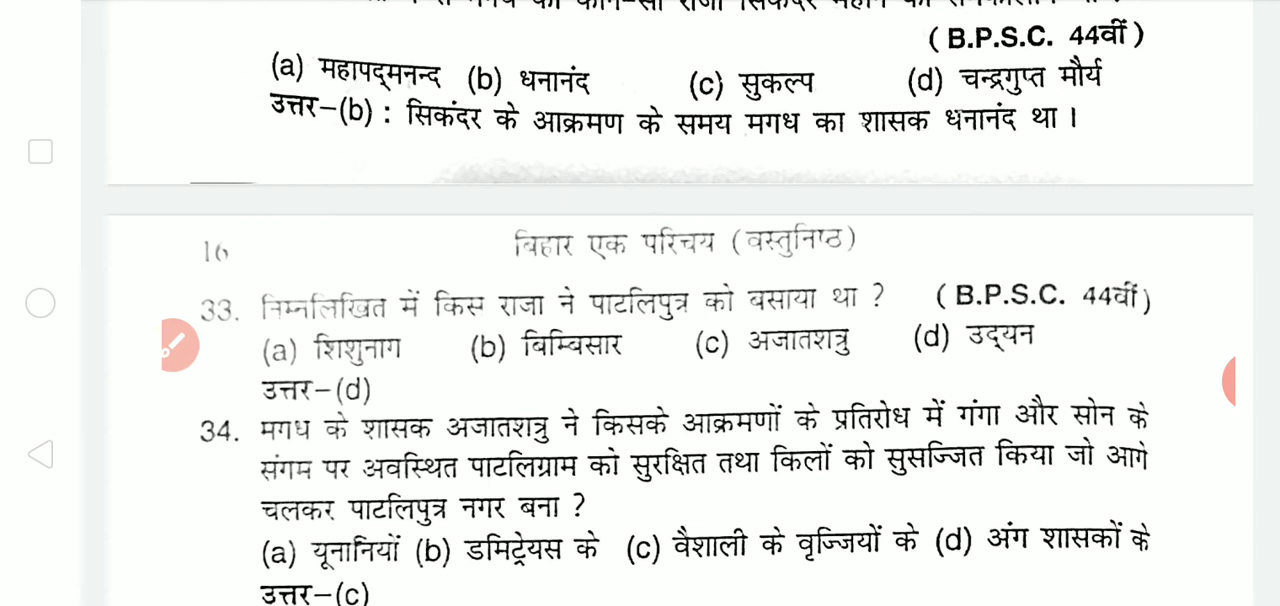 ( B.P.S.C. 44वीं )
(a) महापद्मनन्द (b) धनानंद (c) सुकल्प (d) चन्द्रगुप्त मौर्य
उत्तर–(b) : सिकंदर के आक्रमण के समय मगध का शासक धनानंद था ।
16 बिहार एक परिचय (वस्तुनिष्ठ)
33. निम्नलिखित में किस राजा ने पाटलिपुत्र को बसाया था ? ( B.P.S.C. 44वीं )
(a) शिशुनाग (b) बिम्बिसार (c) अजातशत्रु (d) उद्यन
उत्तर–(d)
34. मगध के शासक अजातशत्रु ने किसके आक्रमणों के प्रतिरोध में गंगा और सोन के
संगम पर अवस्थित पाटलिग्राम को सुरक्षित तथा किलों को सुसज्जित किया जो आगे
चलकर पाटलिपुत्र नगर बना ?
(a) यूनानियों (b) डमिट्रेयस के (c) वैशाली के वृज्जियों के (d) अंग शासकों के
उत्तर–(c)